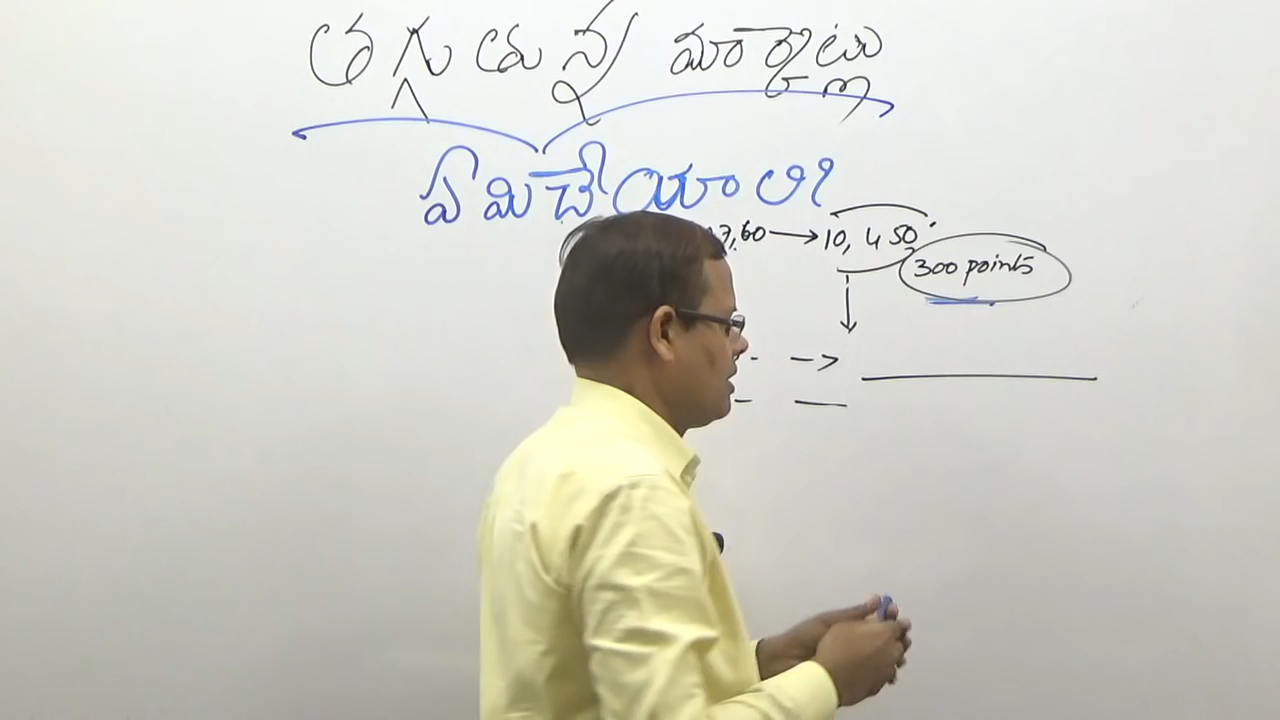 తగ్గుతున్న మార్కెట్లు
ఏమి చేయాలి?
→ 10,450
300 points